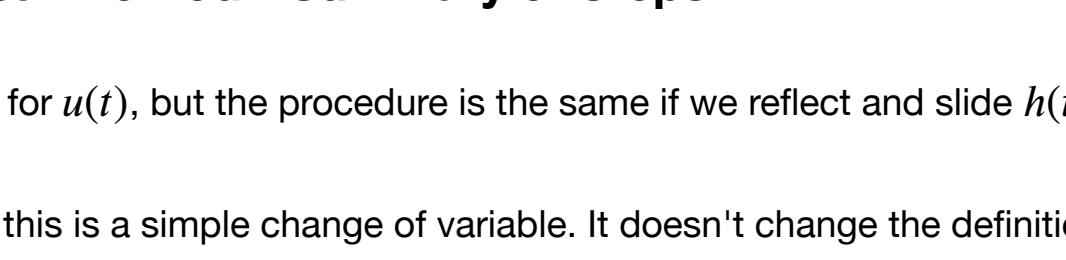 for u(t), but the procedure is the same if we reflect and slide h(
this is a simple change of variable. It doesn't change the definiti